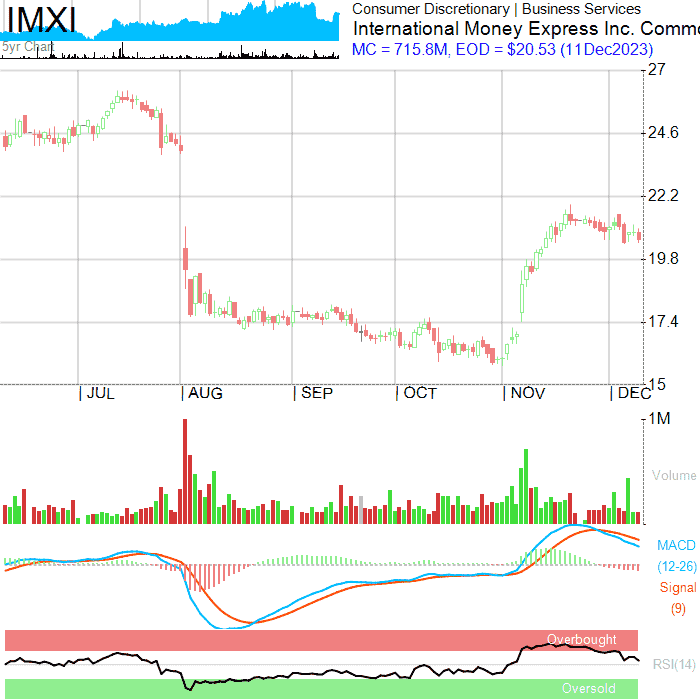 IMXI
5yr Chart
Consumer Discretionary | Business Services
International Money Express Inc. Commo
MC = 715.8M, EOD = $20.53 (11Dec2023)
27
24.6
22.2
19.8
17.4
15
JUL AUG SEP OCT NOV DEC
1M
Volume
MACD
(12-26)
Signal
(9)
Overbought
RSI(14)
Oversold